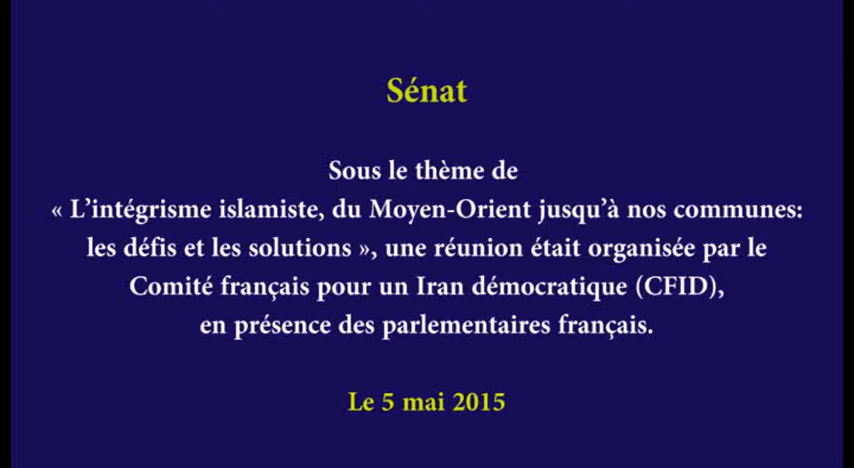 Sénat
Sous le thème de
« L’intégrisme islamiste, du Moyen-Orient jusqu’à nos communes:
les défis et les solutions », une réunion était organisée par le
Comité français pour un Iran démocratique (CFID),
en présence des parlementaires français.
Le 5 mai 2015